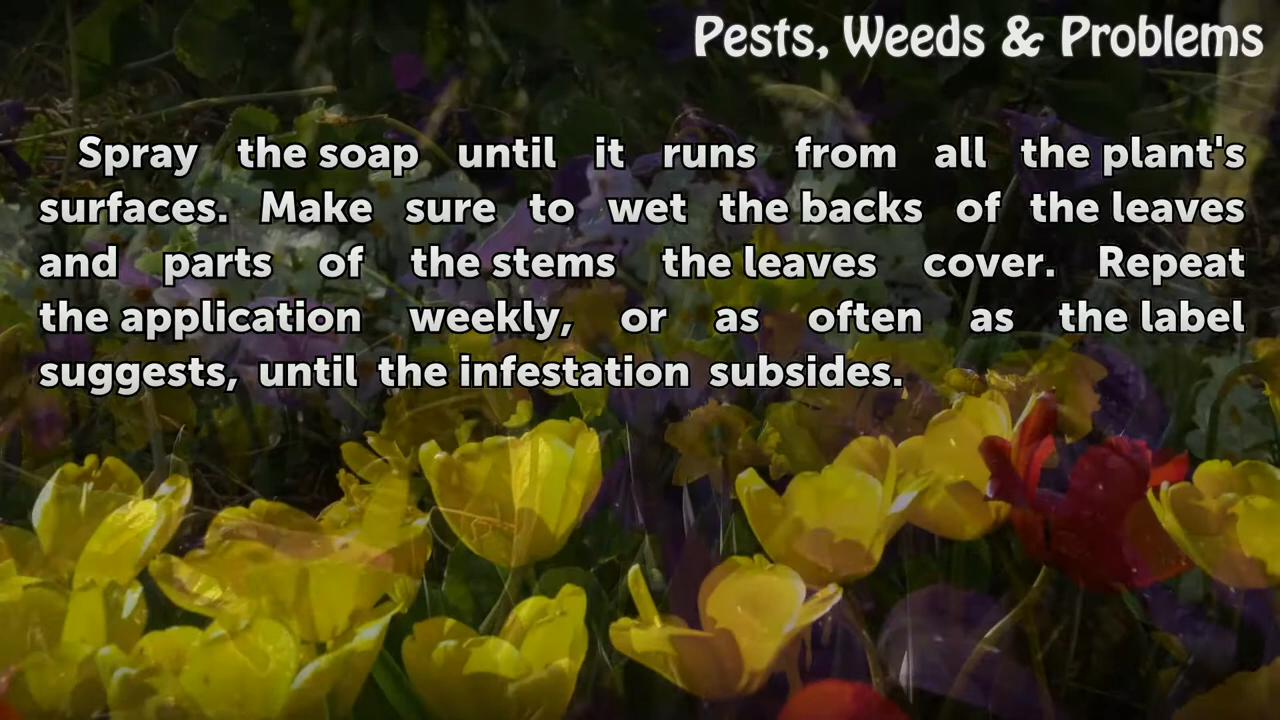 Pests, Weeds & Problems
Spray the soap until it runs from all the plant's
surfaces. Make sure to wet the backs of the leaves
and parts of the stems the leaves cover. Repeat
the application weekly, or as often as the label
suggests, until the infestation subsides.